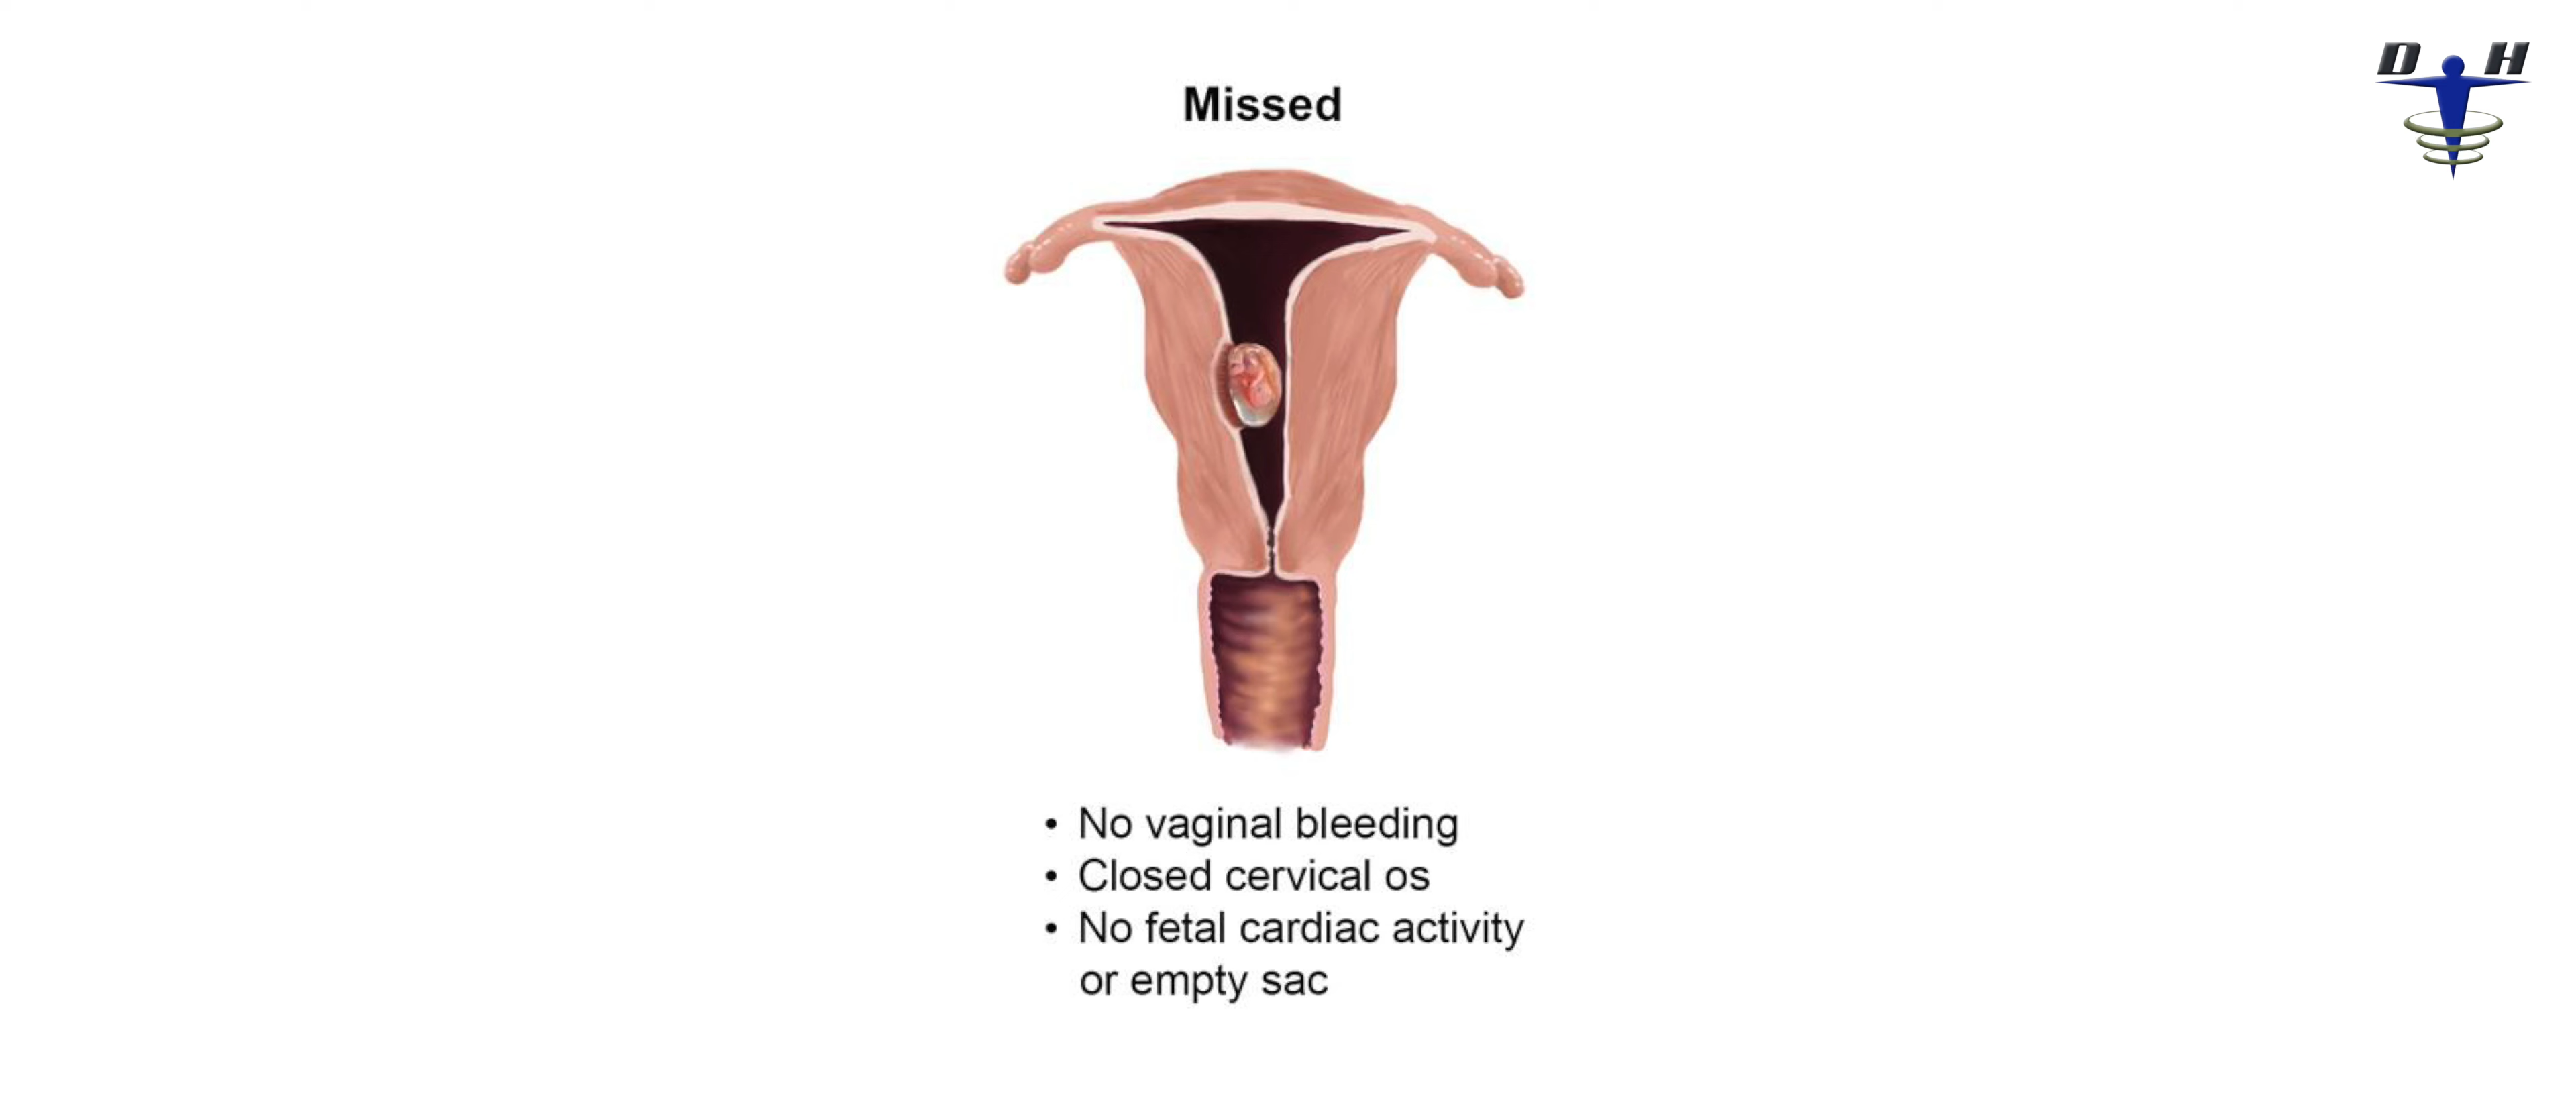 D H
Missed
• No vaginal bleeding
• Closed cervical os
• No fetal cardiac activity
or empty sac